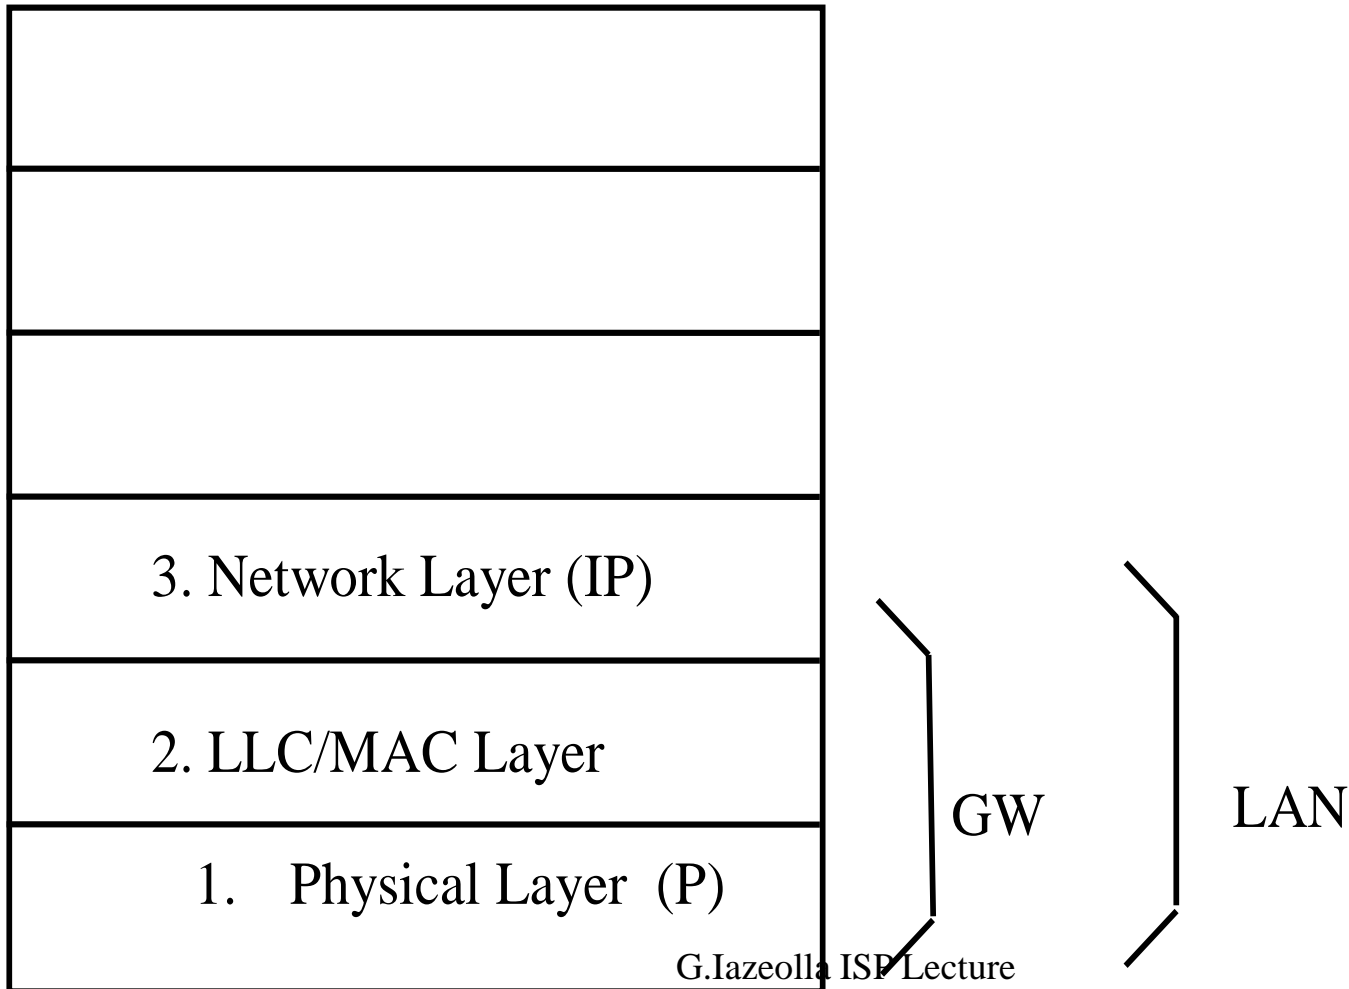 3. Network Layer (IP)
2. LLC/MAC Layer
GW
LAN
1. Physical Layer (P)
G.Iazeolla ISP Lecture